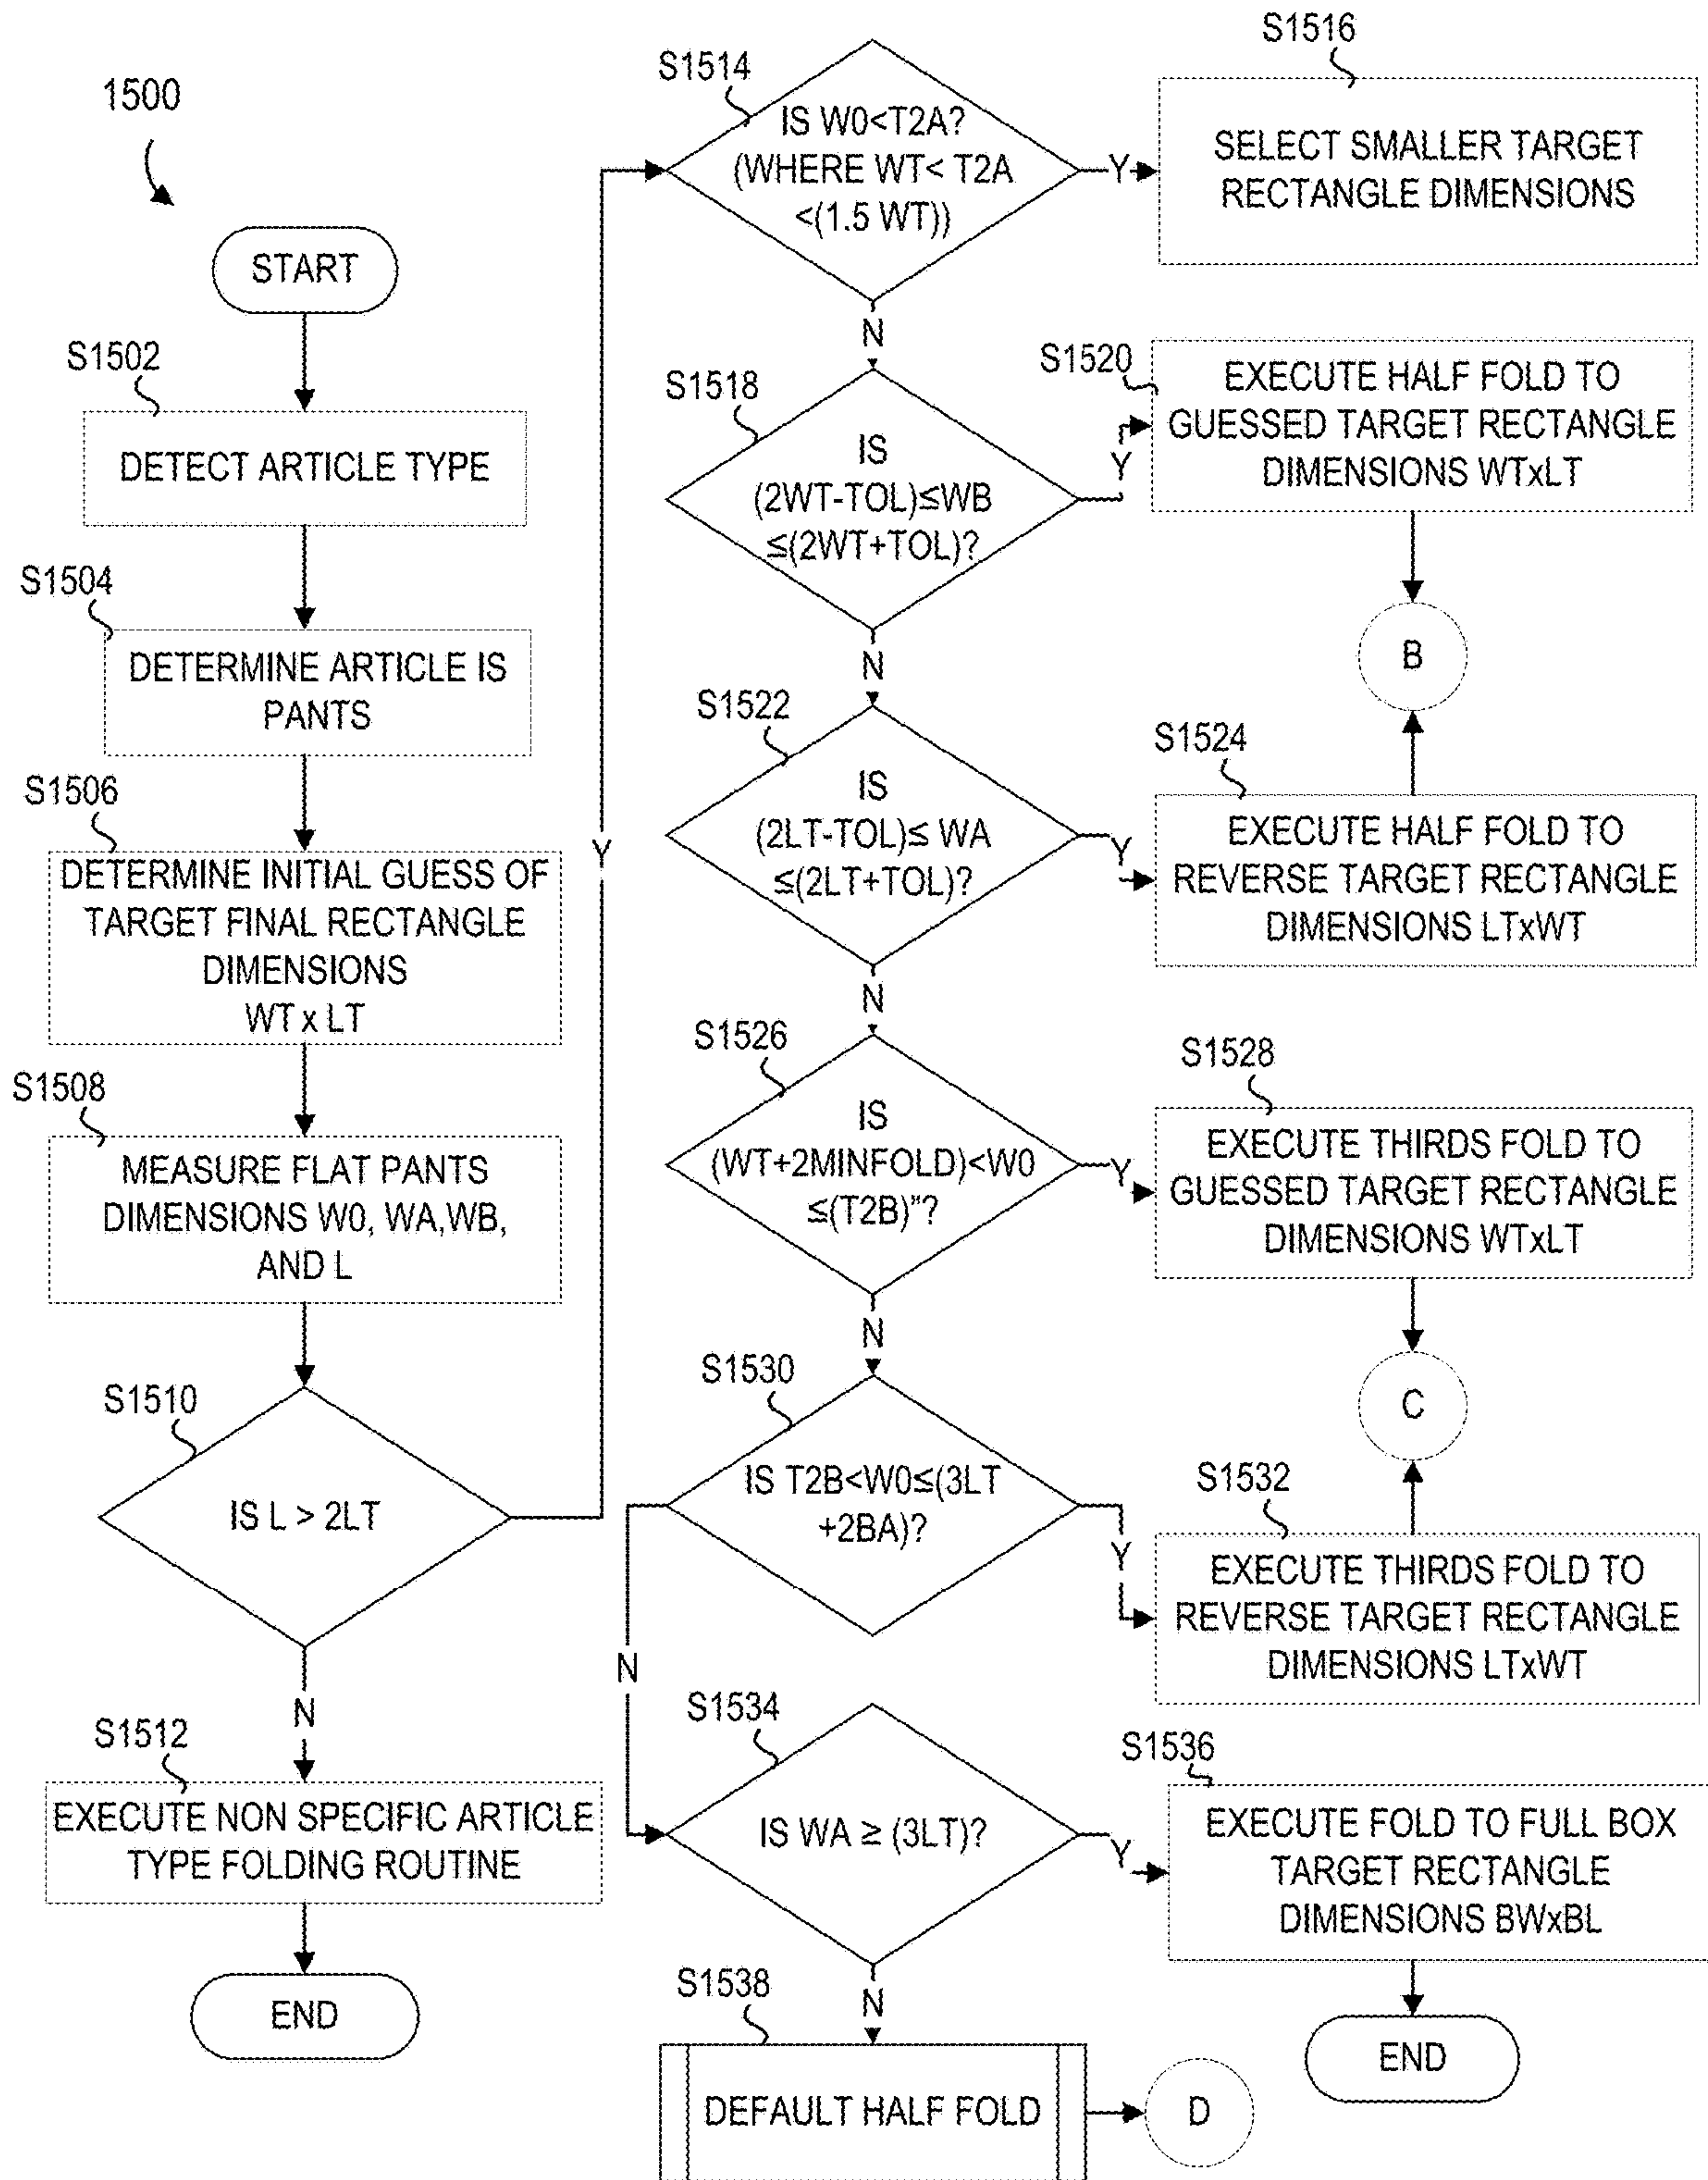 1500
START
S1502
DETECT ARTICLE TYPE
S1504
DETERMINE ARTICLE IS
PANTS
S1506
DETERMINE INITIAL GUESS OF
TARGET FINAL RECTANGLE
DIMENSIONS
WT x LT
S1508
MEASURE FLAT PANTS
DIMENSIONS W0, WA,WB,
AND L
S1510
IS L > 2LT
Y
N
S1512
EXECUTE NON SPECIFIC ARTICLE
TYPE FOLDING ROUTINE
END
S1514
IS W0<T2A?
(WHERE WT< T2A
<(1.5 WT))
Y
N
S1516
SELECT SMALLER TARGET
RECTANGLE DIMENSIONS
S1518
IS
(2WT-TOL)≤WB
≤(2WT+TOL)?
Y
N
S1520
EXECUTE HALF FOLD TO
GUESSED TARGET RECTANGLE
DIMENSIONS WTxLT
B
S1522
IS
(2LT-TOL)≤ WA
≤(2LT+TOL)?
Y
N
S1524
EXECUTE HALF FOLD TO
REVERSE TARGET RECTANGLE
DIMENSIONS LTxWT
S1526
IS
(WT+2MINFOLD)<W0
≤(T2B)”?
Y
N
S1528
EXECUTE THIRDS FOLD TO
GUESSED TARGET RECTANGLE
DIMENSIONS WTxLT
C
S1530
IS T2B<W0≤(3LT
+2BA)?
Y
N
S1532
EXECUTE THIRDS FOLD TO
REVERSE TARGET RECTANGLE
DIMENSIONS LTxWT
S1534
IS WA ≥ (3LT)?
Y
N
S1536
EXECUTE FOLD TO FULL BOX
TARGET RECTANGLE
DIMENSIONS BWxBL
END
S1538
DEFAULT HALF FOLD
D